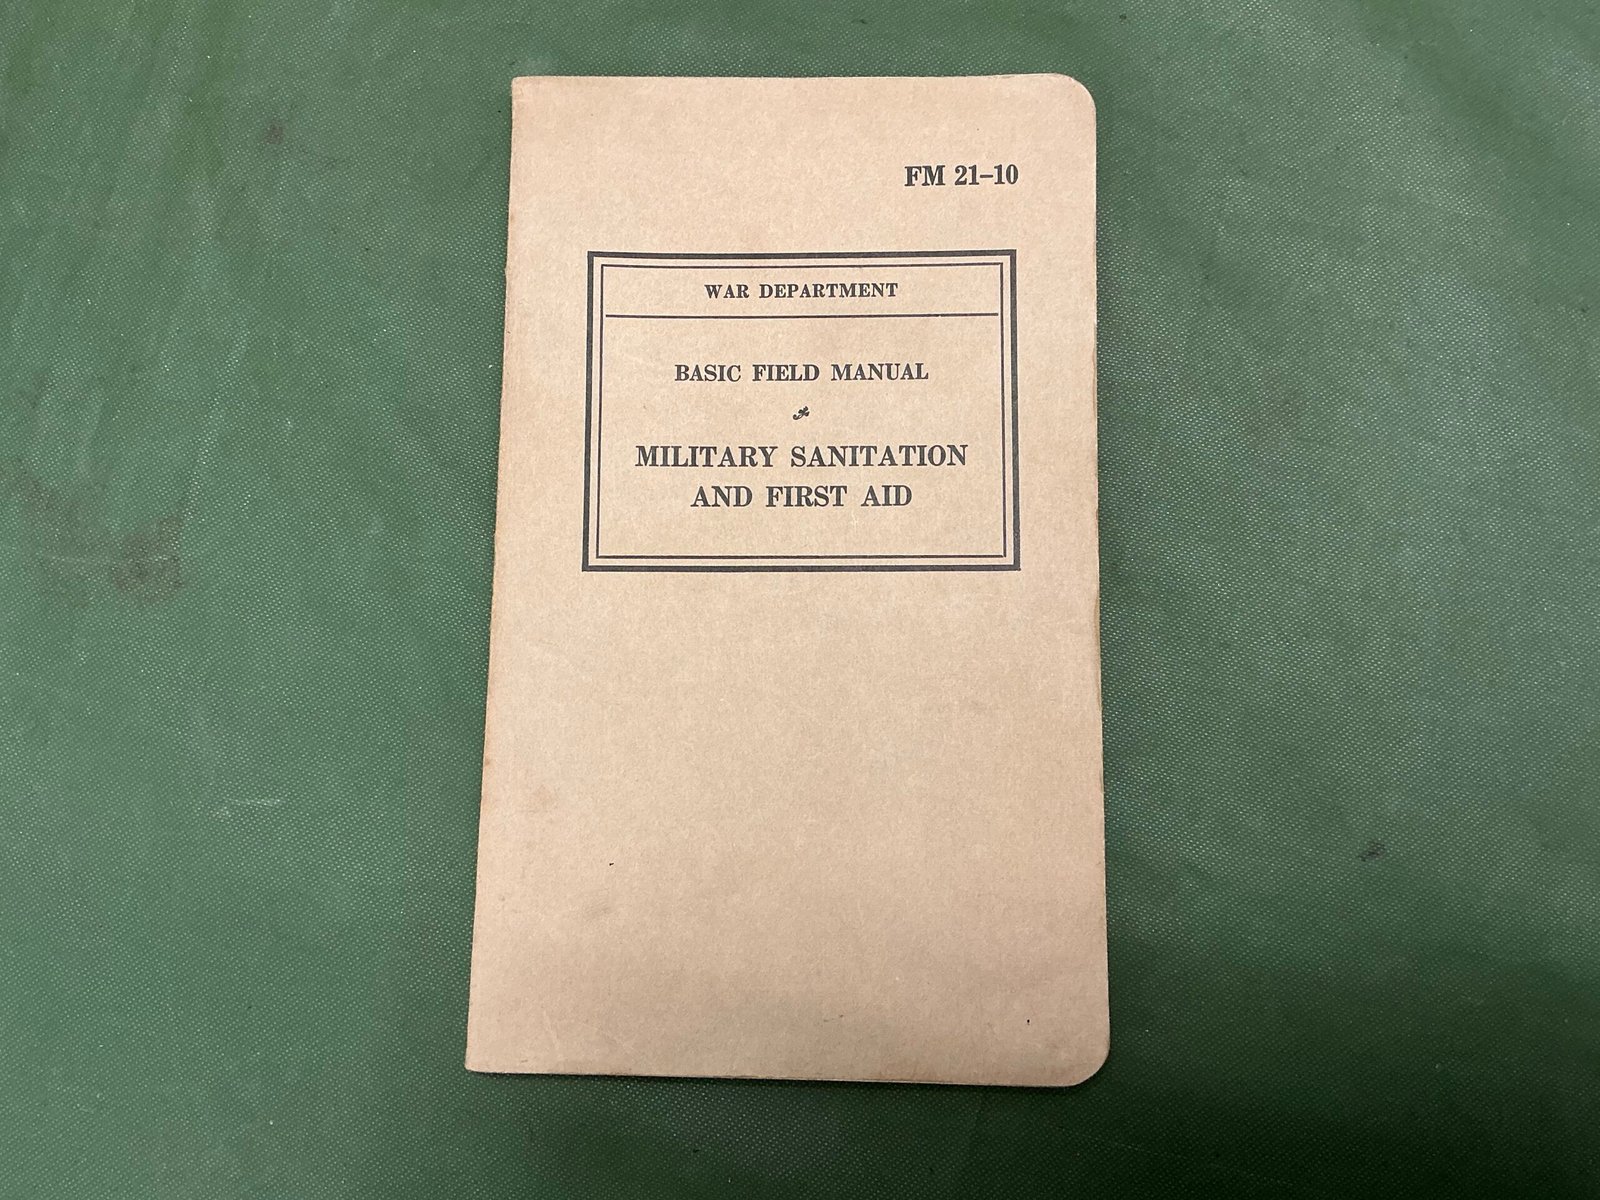 FM 21–10
WAR DEPARTMENT
BASIC FIELD MANUAL
MILITARY SANITATION
AND FIRST AID